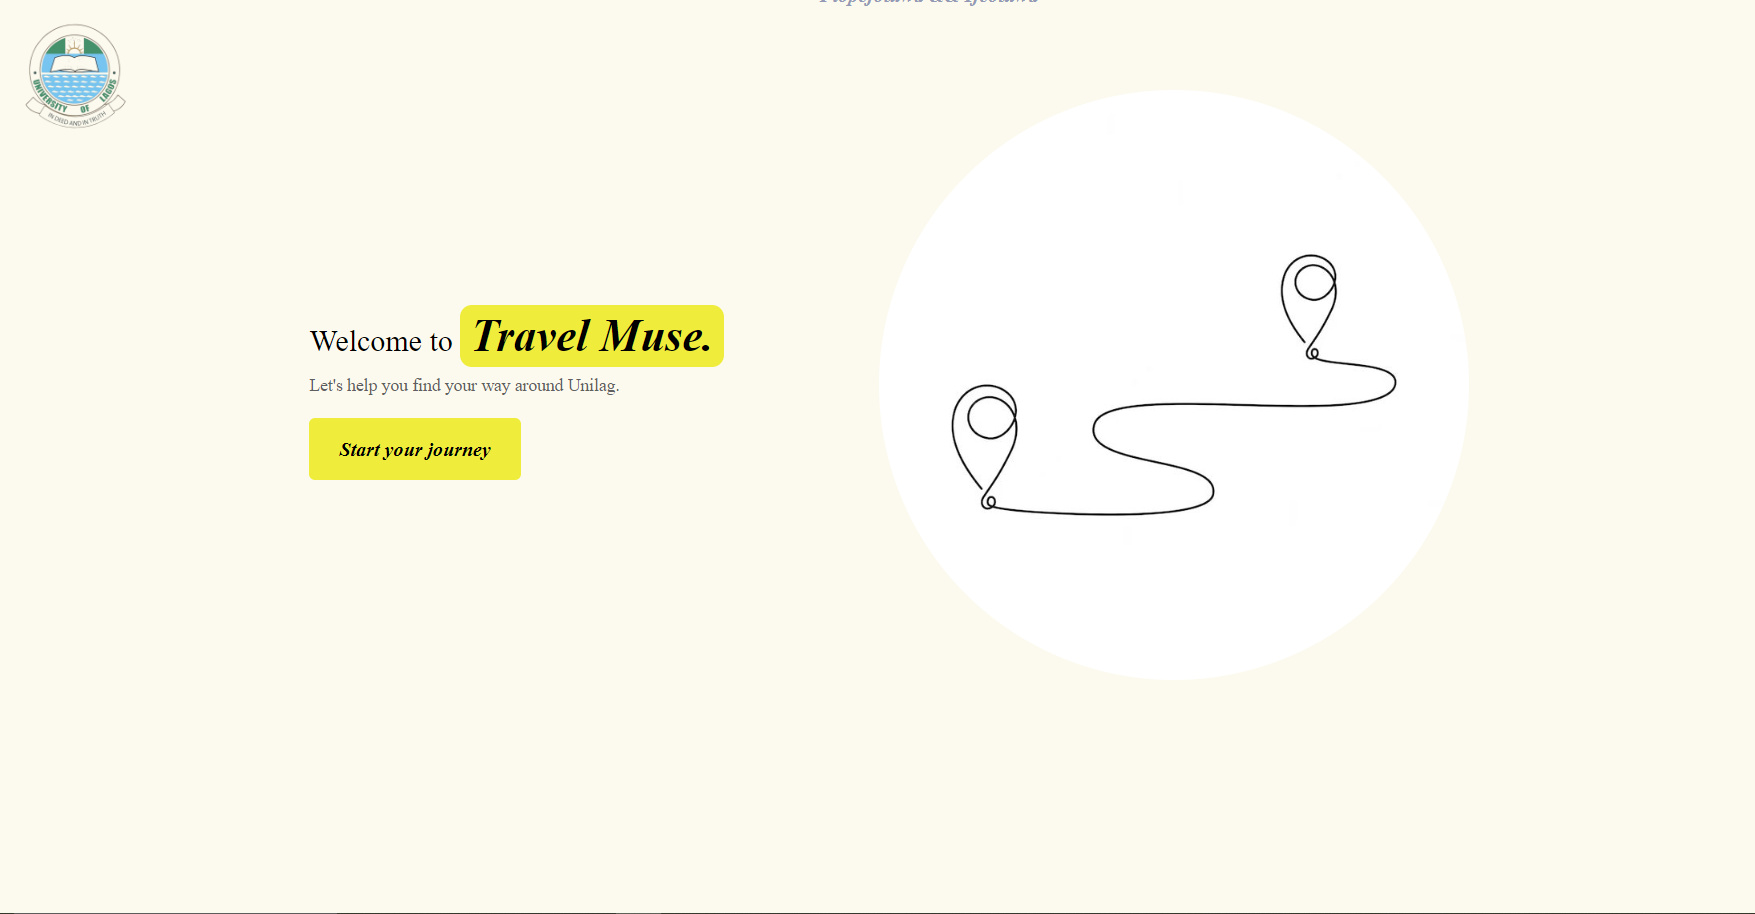 UNIVERSITY OF LAGOS
IN DEED AND IN TRUTH
Welcome to Travel Muse.
Let's help you find your way around Unilag.
Start your journey